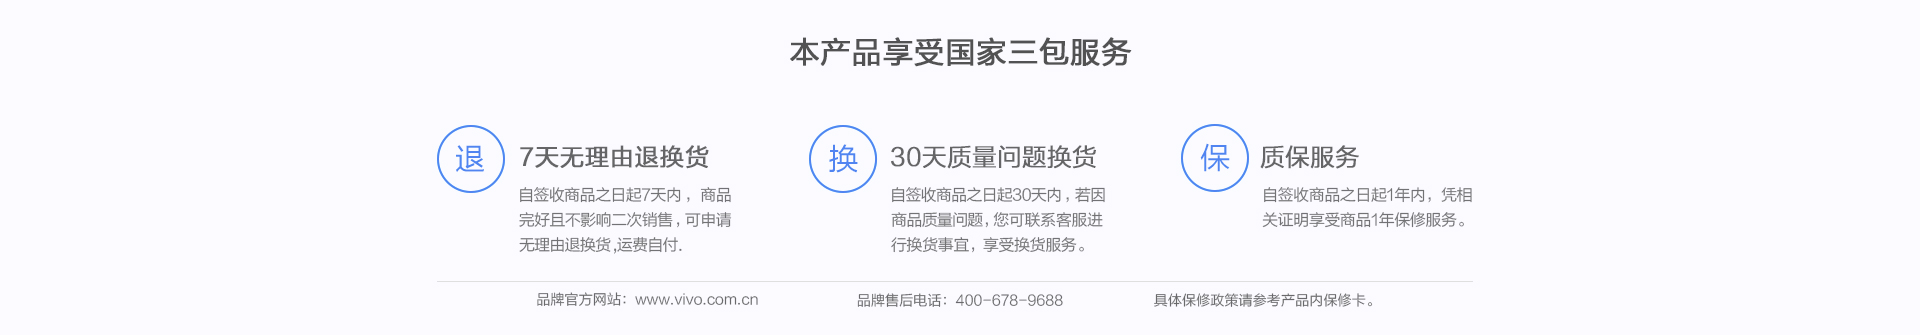 本产品享受国家三包服务
退
7天无理由退换货
自签收商品之日起7天内，商品
完好且不影响二次销售，可申请
无理由退换货,运费自付.
换
30天质量问题换货
自签收商品之日起30天内，若因
商品质量问题，您可联系客服进
行换货事宜，享受换货服务。
保
质保服务
自签收商品之日起1年内，凭相
关证明享受商品1年保修服务。
品牌官方网站：www.vivo.com.cn
品牌售后电话：400-678-9688
具体保修政策请参考产品内保修卡。